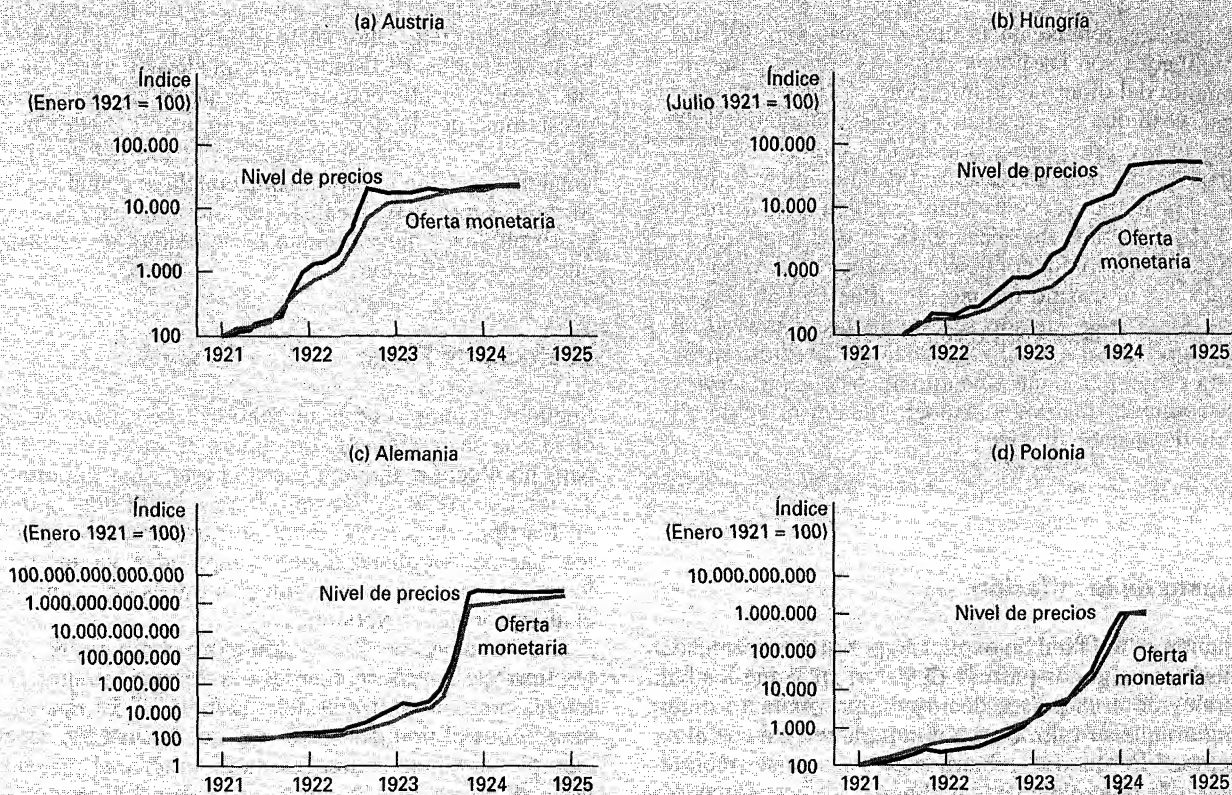 (a) Austria
Índice
(Enero 1921 = 100)
100.000
10.000
1.000
100
Nivel de precios
Oferta monetaria
1921 1922 1923 1924 1925
(b) Hungría
Índice
(Julio 1921 = 100)
100.000
10.000
1.000
100
Nivel de precios
Oferta
monetaria
1921 1922 1923 1924 1925
(c) Alemania
Índice
(Enero 1921 = 100)
100.000.000.000.000
1.000.000.000.000
10.000.000.000
100.000.000
1.000.000
10.000
100
1
Nivel de precios
Oferta
monetaria
1921 1922 1923 1924 1925
(d) Polonia
Índice
(Enero 1921 = 100)
10.000.000.000
1.000.000
100.000
10.000
1.000
100
Nivel de precios
Oferta
monetaria
1921 1922 1923 1924 1925